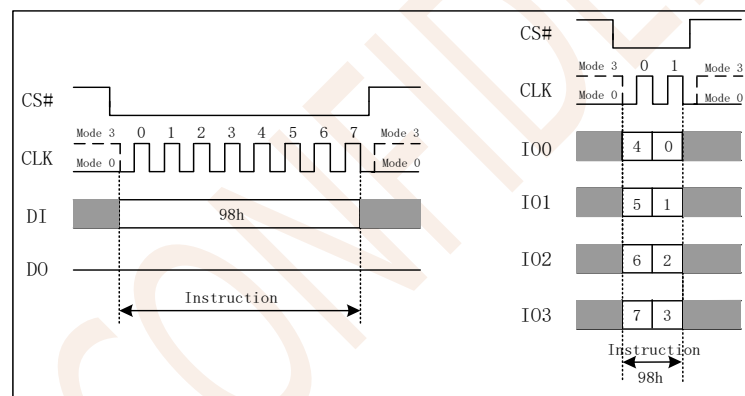 CS#
Mode 3 0 1 2 3 4 5 6 7 Mode 3
CLK Mode 0 Mode 0
DI 98h
DO
Instruction
CS#
Mode 3 0 1 Mode 3
CLK Mode 0 Mode 0
IO0 4 0
IO1 5 1
IO2 6 2
IO3 7 3
Instruction
98h
CONFIDE